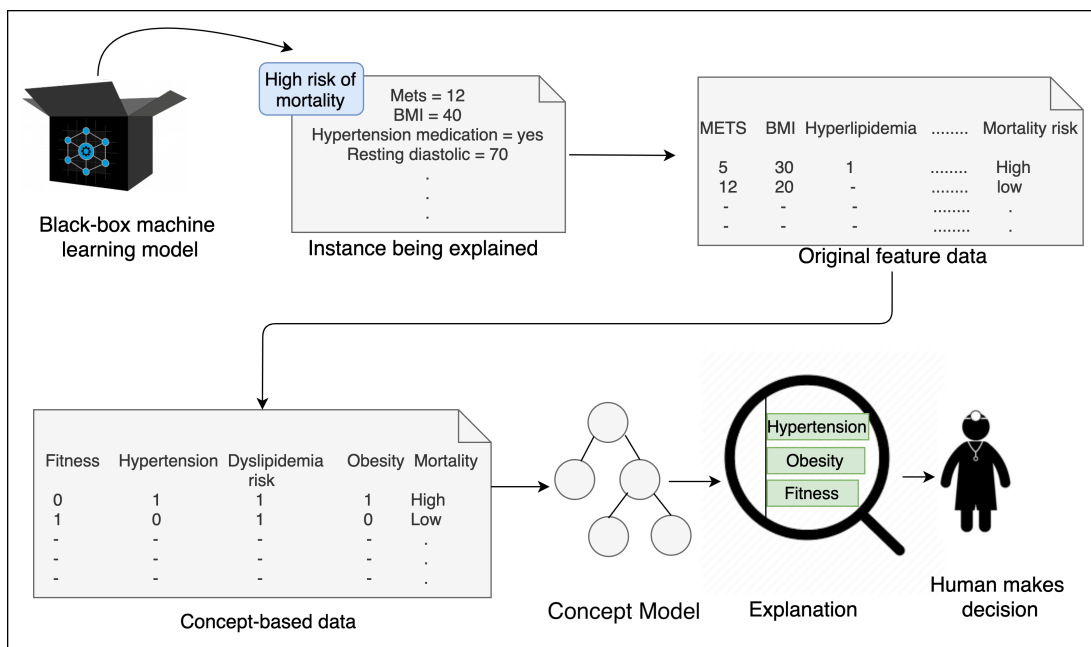 High risk of
mortality
Mets = 12
BMI = 40
Hypertension medication = yes
Resting diastolic = 70
.
.
.
Black-box machine
learning model
Instance being explained
METS BMI Hyperlipidemia ........ Mortality risk
5 30 1 ........ High
12 20 - ........ low
- - - ........ .
- - - ........ .
Original feature data
Fitness Hypertension Dyslipidemia Obesity Mortality
risk
0 1 1 1 High
1 0 1 0 Low
- - - - .
- - - - .
- - - - .
Concept-based data
Concept Model
Hypertension
Obesity
Fitness
Explanation
Human makes
decision